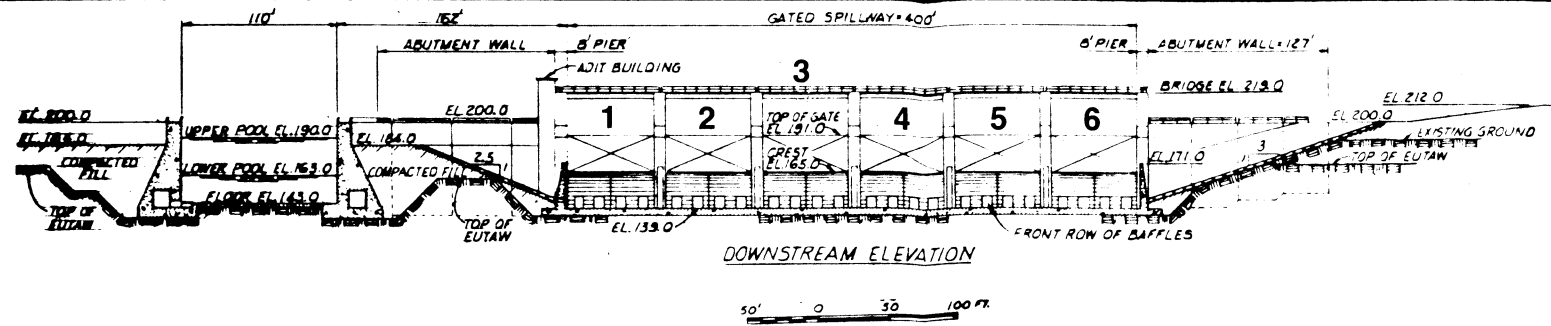 110'
162'
GATED SPILLWAY=400'
ABUTMENT WALL
8' PIER
8' PIER
ABUTMENT WALL=127'
ADIT BUILDING
3
BRIDGE EL. 219.0
EL. 212.0
EL. 200.0
EL 200.0
EL. 200.0
1
2
TOP OF GATE
EL. 191.0
4
5
6
UPPER POOL EL. 190.0
EL. 184.0
EXISTING GROUND
COMPACTED
FILL
2.5
1
CREST
EL. 165.0
EL. 171.0
3
1
TOP OF EUTAW
LOWER POOL EL. 163.0
COMPACTED FILL
FLOOR EL. 143.0
TOP OF
EUTAW
TOP OF
EUTAW
EL. 139.0
FRONT ROW OF BAFFLES
DOWNSTREAM ELEVATION
50' 0 50 100 FT.